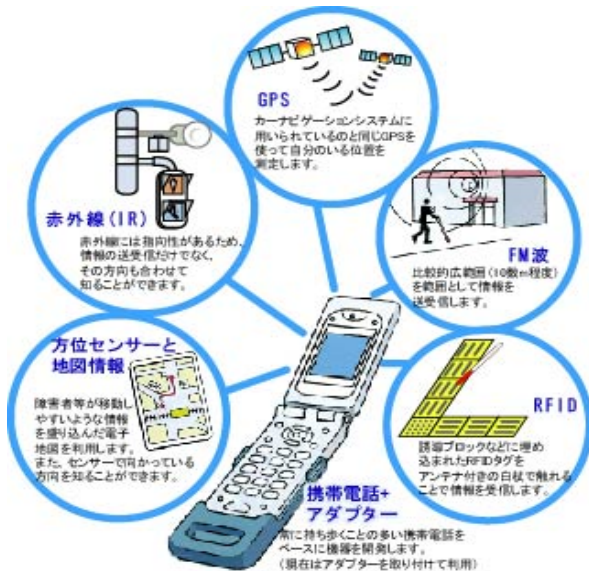 GPS
カーナビゲーションシステムに
用いられているのと同じGPSを
使って自分のいる位置を
測定します。
赤外線(IR)
赤外線には指向性があるため、
情報の送受信だけでなく、
その方向も合わせて
知ることができます。
FM波
比較的広範囲(10数m程度)
を範囲として情報を
送受信します。
方位センサーと
地図情報
障害者等が移動し
やすいような情報
を盛り込んだ電子
地図を利用します。
また、センサーで向かっている
方向を知ることができます。
RFID
誘導ブロックなどに埋め
込まれたRFIDタグを
アンテナ付きの白杖で触れる
ことで情報を受信します。
携帯電話+
アダプター
常に持ち歩くことの多い携帯電話を
ベースに機器を開発します。
(現在はアダプターを取り付けて利用)